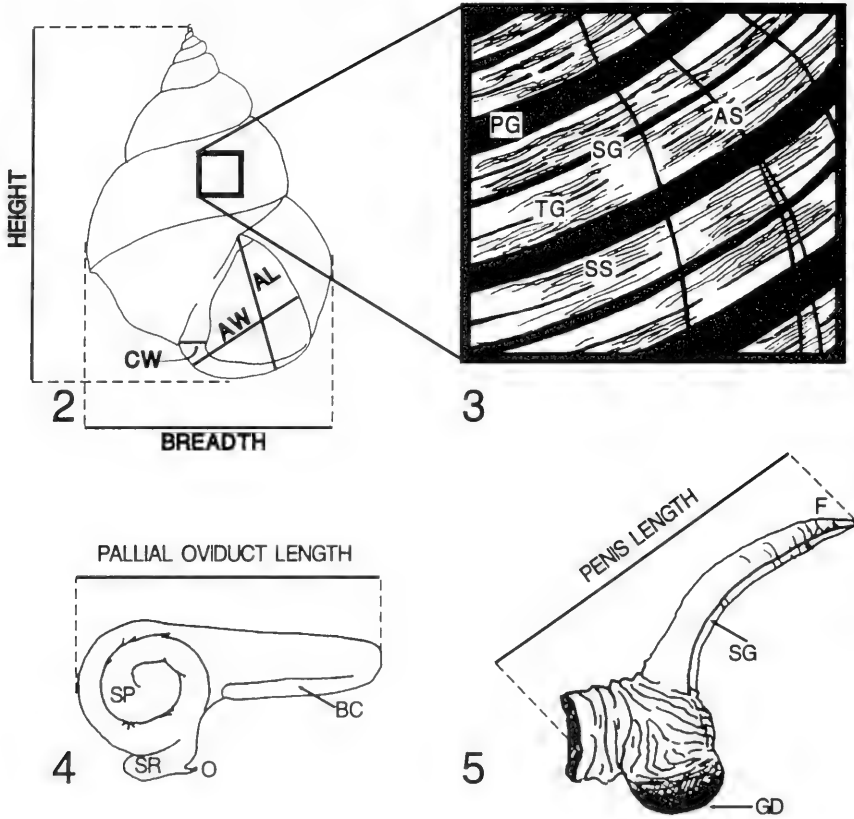 HEIGHT
AL
AW
CW
2
BREADTH
PG
AS
SG
TG
SS
3
PALLIAL OVIDUCT LENGTH
SP
BC
SR
O
4
PENIS LENGTH
F
SG
5
GD